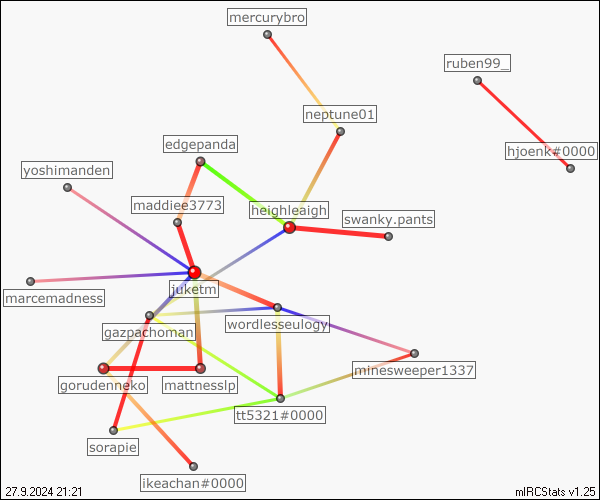 mercurybro
ruben99_
neptune01
edgepanda
hjoenk#0000
yoshimanden
maddiee3773
heighleaigh
swanky.pants
juketm
marcemadness
gazpachoman
wordlesseulogy
minesweeper1337
gorudenneko
mattnesslp
tt5321#0000
sorapie
ikeachan#0000
27.9.2024 21:21
mIRCStats v1.25